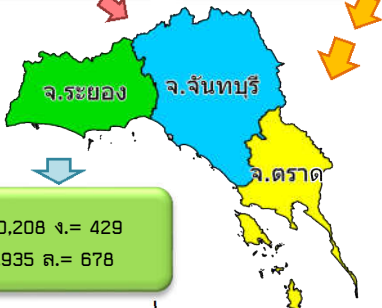 จ.ระยอง
จ.จันทบุรี
จ.ตราด
0,208 ง.= 429
935 ล.= 678